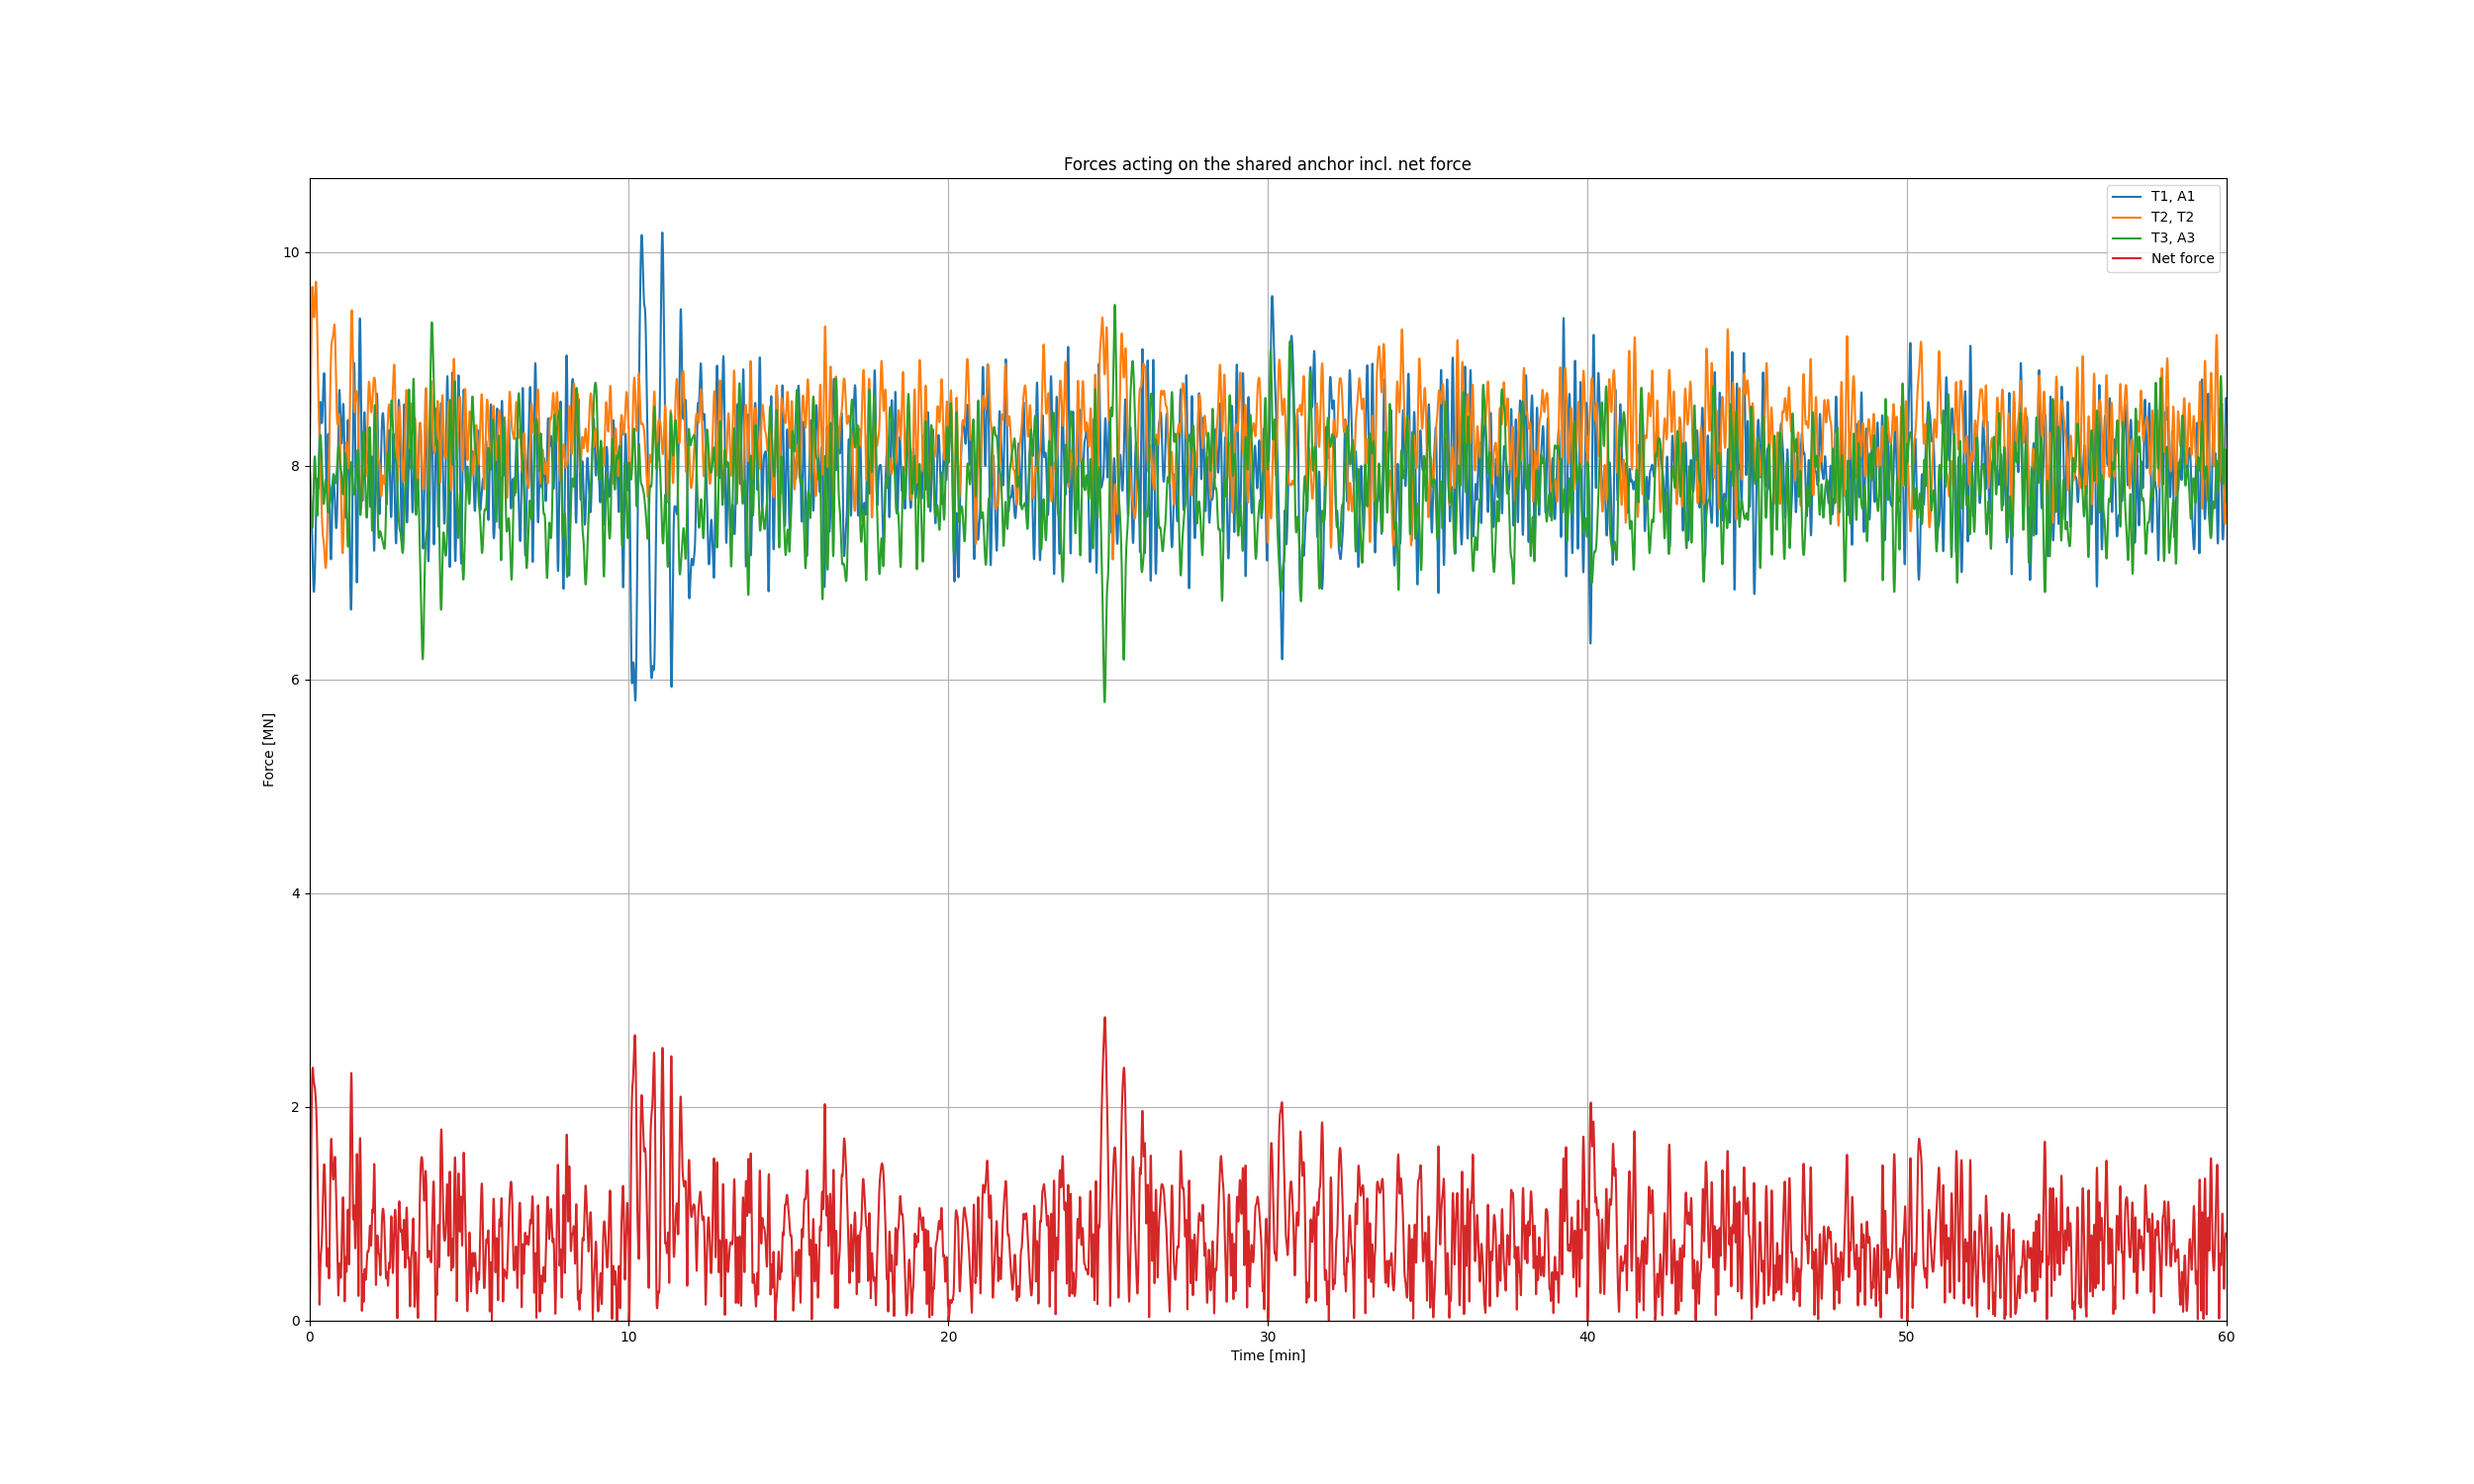 Forces acting on the shared anchor incl. net force
T1, A1
T2, T2
T3, A3
Net force
10
8
6
4
2
0
Force [MN]
0 10 20 30 40 50 60
Time [min]